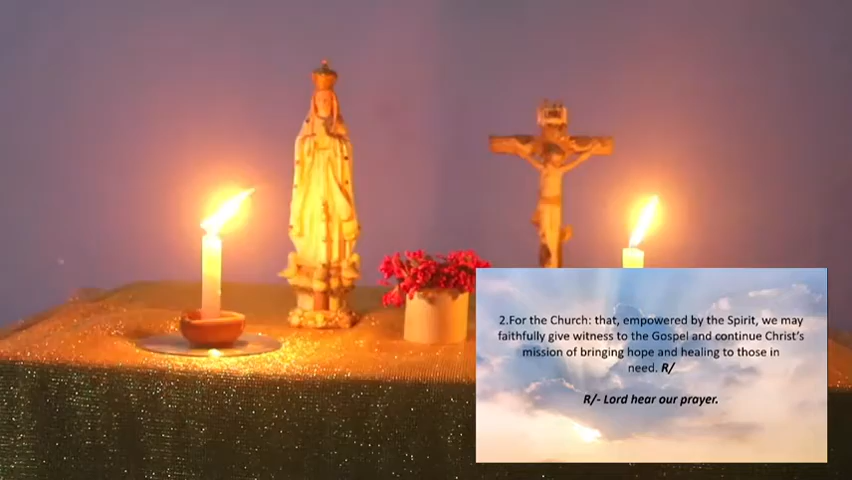 2.For the Church: that, empowered by the Spirit, we may
faithfully give witness to the Gospel and continue Christ's
mission of bringing hope and healing to those in
need. R/
R/- Lord hear our prayer.